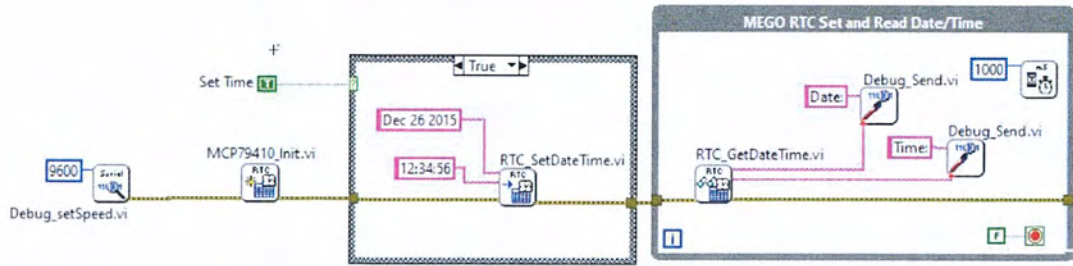 MEGO RTC Set and Read Date/Time
True
1000
mS
Set Time
T
Debug_Send.vi
Date:
Dec 26 2015
Debug_Send.vi
MCP79410_Init.vi
RTC_SetDateTime.vi
RTC_GetDateTime.vi
Time:
9600
Serial
RTC
12:34:56
RTC
RTC
Debug_setSpeed.vi
i
F